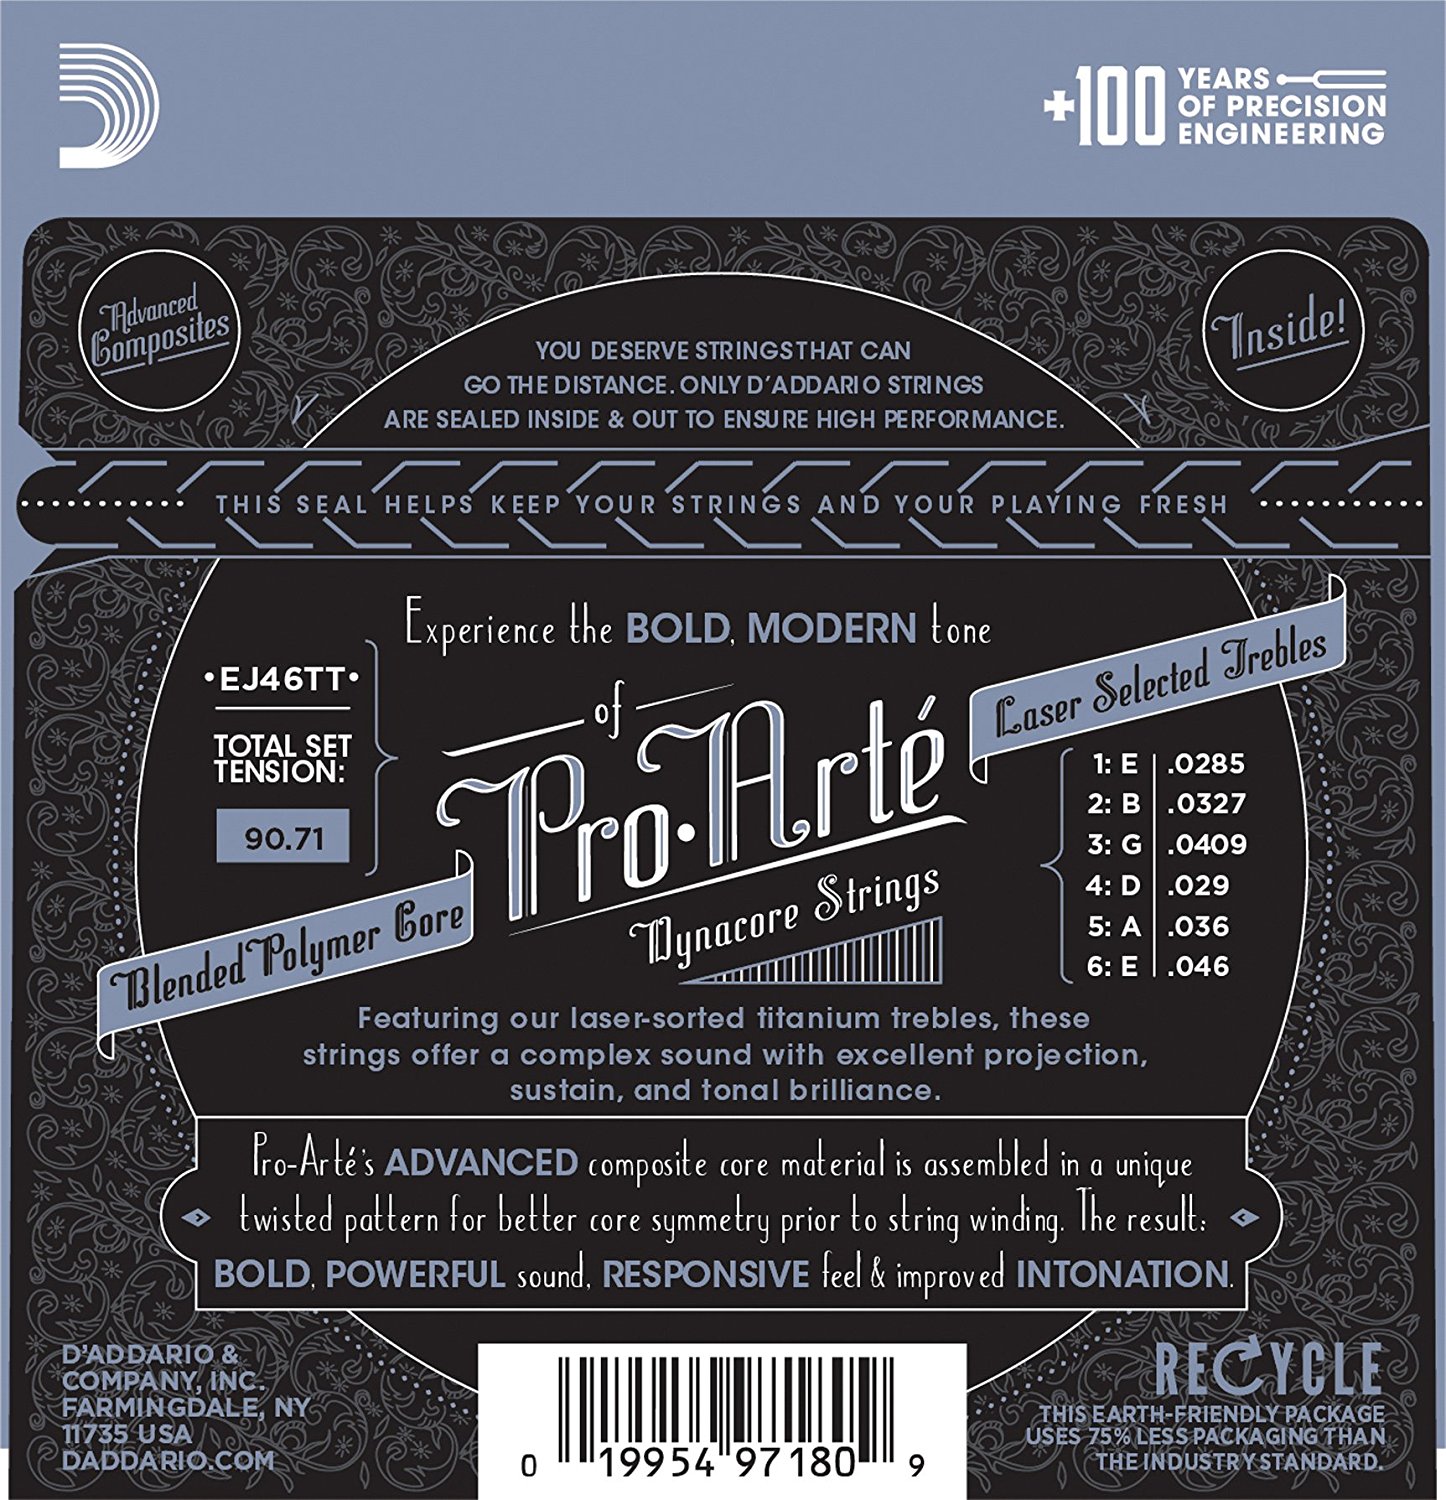 +100 YEARS
OF PRECISION
ENGINEERING
Advanced
Composites
Inside!
YOU DESERVE STRINGS THAT CAN
GO THE DISTANCE. ONLY D'ADDARIO STRINGS
ARE SEALED INSIDE & OUT TO ENSURE HIGH PERFORMANCE.
THIS SEAL HELPS KEEP YOUR STRINGS AND YOUR PLAYING FRESH
Experience the BOLD, MODERN tone
of
Pro•Arté
Dynacore Strings
•EJ46TT•
TOTAL SET
TENSION:
90.71
Blended Polymer Core
Laser Selected Trebles
1: E .0285
2: B .0327
3: G .0409
4: D .029
5: A .036
6: E .046
Featuring our laser-sorted titanium trebles, these
strings offer a complex sound with excellent projection,
sustain, and tonal brilliance.
Pro-Arté's ADVANCED composite core material is assembled in a unique
twisted pattern for better core symmetry prior to string winding. The result:
BOLD, POWERFUL sound, RESPONSIVE feel & improved INTONATION.
D'ADDARIO &
COMPANY, INC.
FARMINGDALE, NY
11735 USA
DADDARIO.COM
0 19954 97180 9
RECYCLE
THIS EARTH-FRIENDLY PACKAGE
USES 75% LESS PACKAGING THAN
THE INDUSTRY STANDARD.